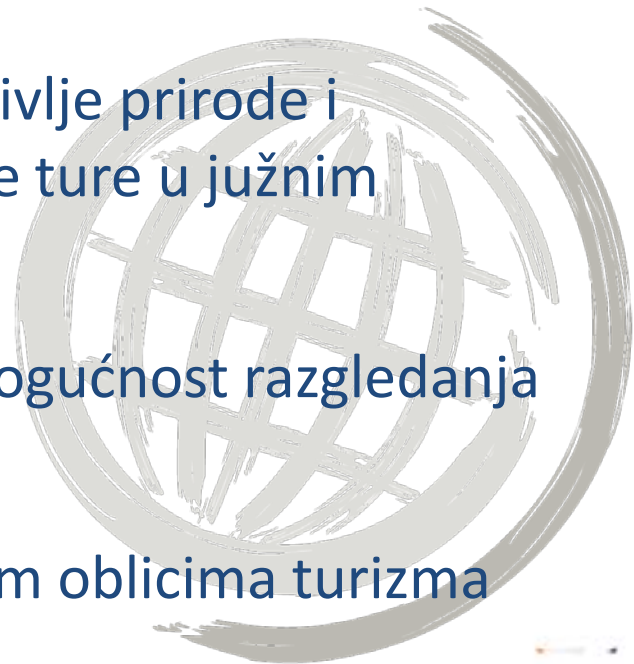 ivlje prirode i
e ture u južnim
ogućnost razgledanja
m oblicima turizma